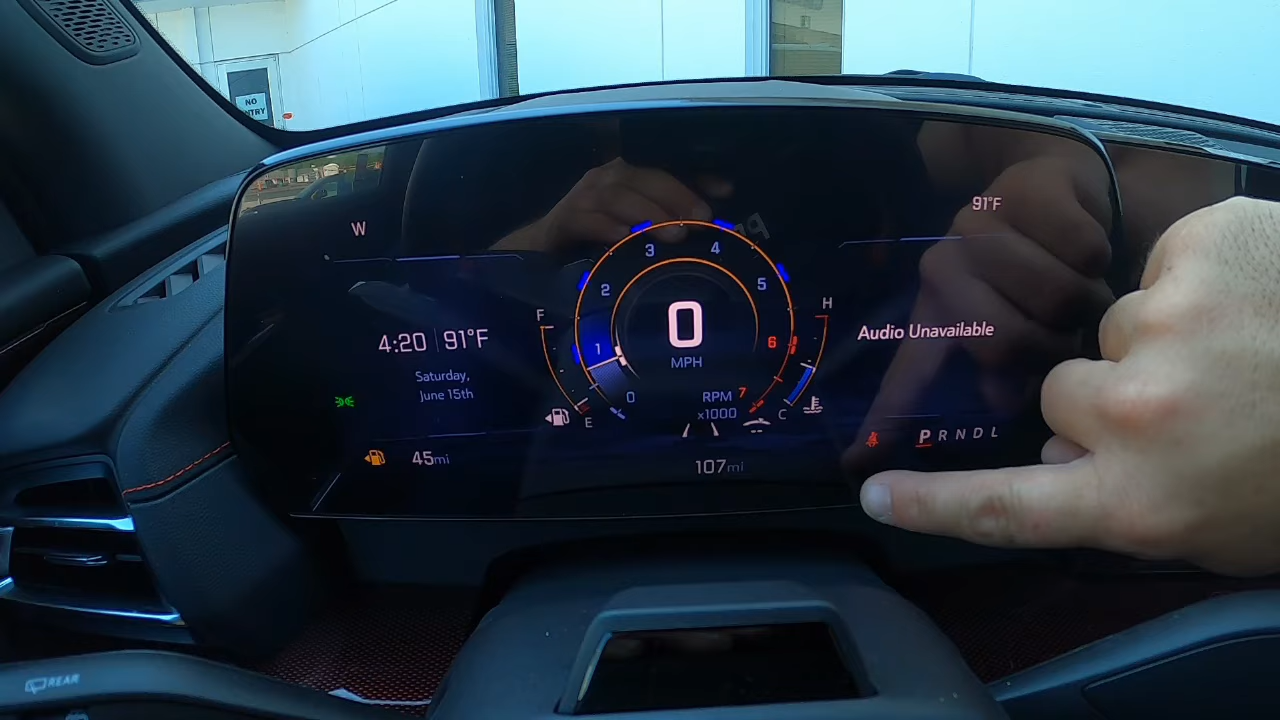 NO
ENTRY
W
91°F
4:20 91°F
Saturday,
June 15th
45mi
F
E
0
1
2
3
4
5
6
7
0
MPH
RPM
x1000
107mi
H
C
Audio Unavailable
P R N D L
REAR